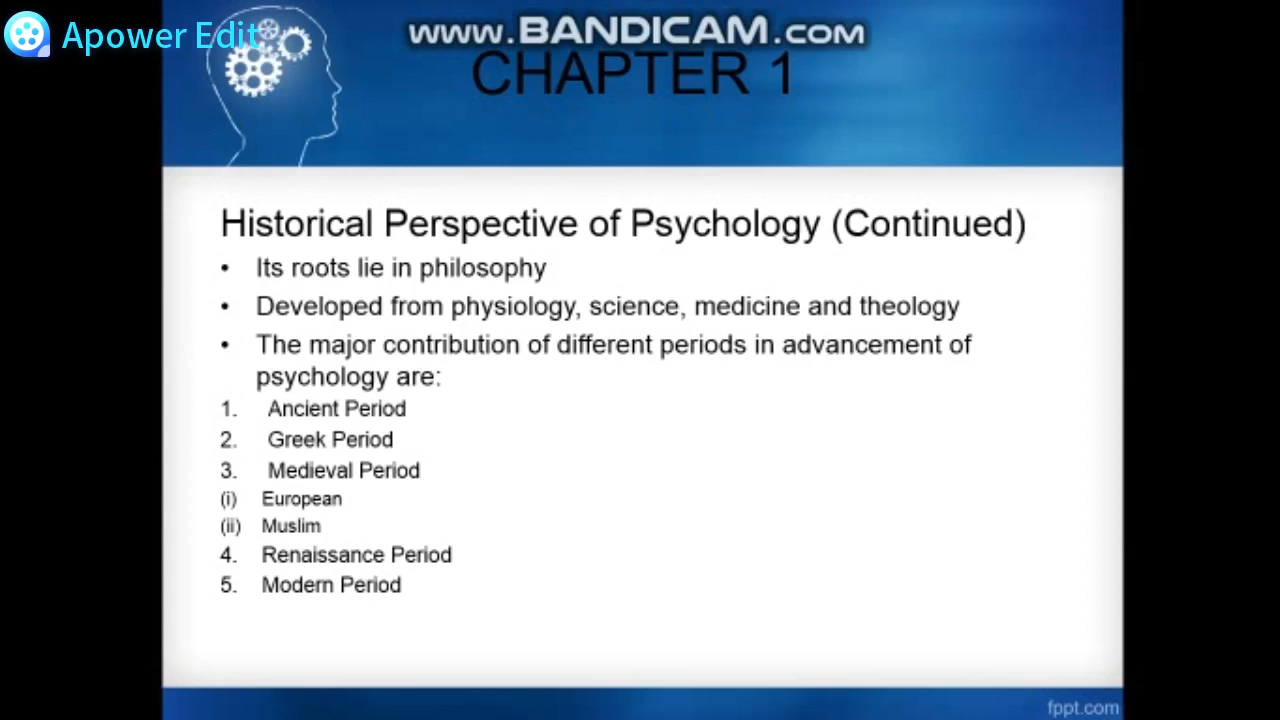 Apower Edit
www.BANDICAM.com
CHAPTER 1
Historical Perspective of Psychology (Continued)
• Its roots lie in philosophy
• Developed from physiology, science, medicine and theology
• The major contribution of different periods in advancement of
psychology are:
1. Ancient Period
2. Greek Period
3. Medieval Period
(i) European
(ii) Muslim
4. Renaissance Period
5. Modern Period
fppt.com